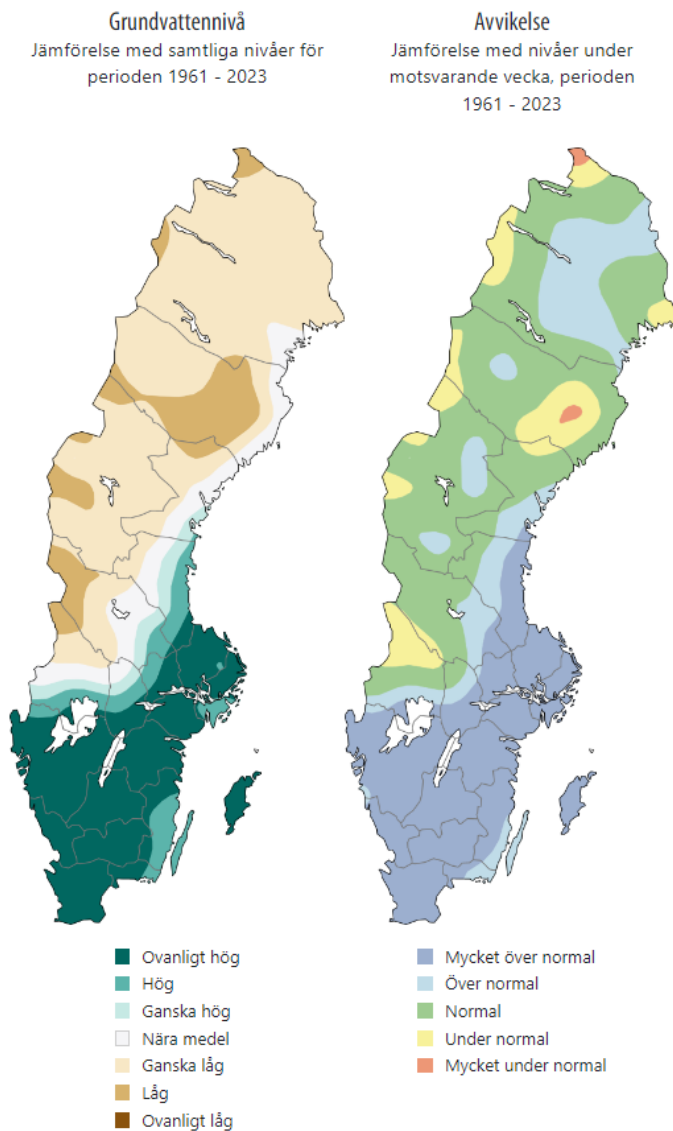 Grundvattennivå
Jämförelse med samtliga nivåer för
perioden 1961 - 2023
Avvikelse
Jämförelse med nivåer under
motsvarande vecka, perioden
1961 - 2023
Ovanligt hög
Hög
Ganska hög
Nära medel
Ganska låg
Låg
Ovanligt låg
Mycket över normal
Över normal
Normal
Under normal
Mycket under normal